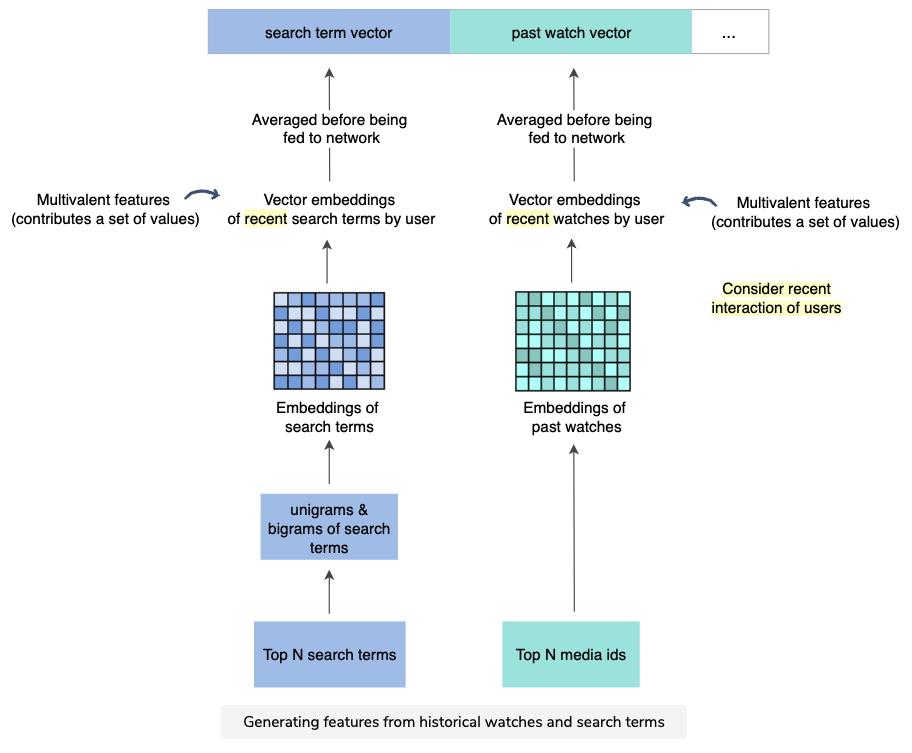 search term vector
past watch vector
...
Averaged before being
fed to network
Averaged before being
fed to network
Multivalent features
(contributes a set of values)
Vector embeddings
of recent search terms by user
Vector embeddings
of recent watches by user
Multivalent features
(contributes a set of values)
Consider recent
interaction of users
Embeddings of
search terms
Embeddings of
past watches
unigrams &
bigrams of search
terms
Top N search terms
Top N media ids
Generating features from historical watches and search terms